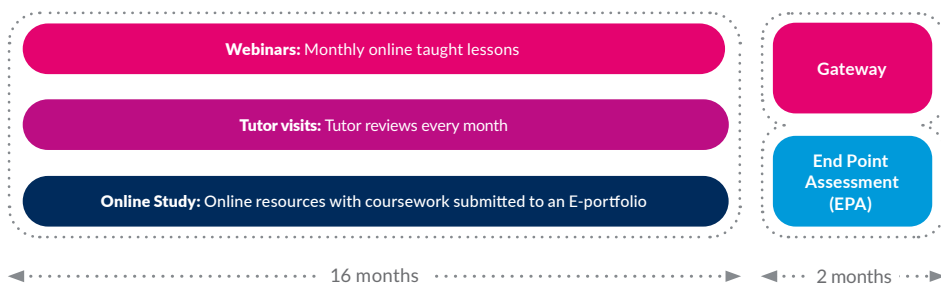 Webinars: Monthly online taught lessons
Gateway
Tutor visits: Tutor reviews every month
End Point
Assessment
(EPA)
Online Study: Online resources with coursework submitted to an E-portfolio
16 months
2 months